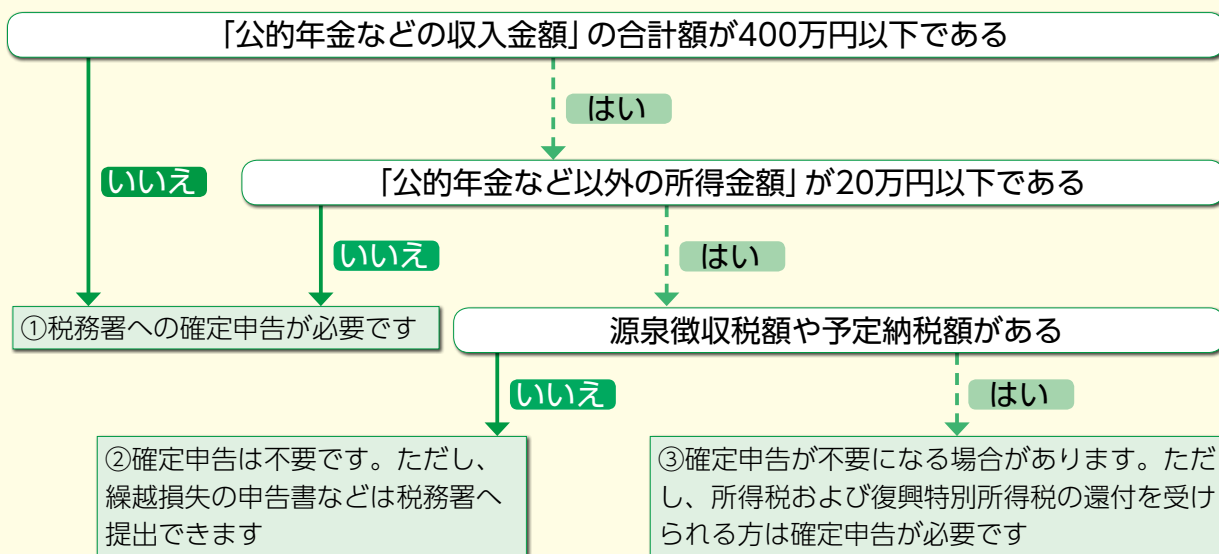 「公的年金などの収入金額」の合計額が400万円以下である
はい
いいえ
「公的年金など以外の所得金額」が20万円以下である
いいえ
はい
①税務署への確定申告が必要です
源泉徴収税額や予定納税額がある
いいえ
はい
②確定申告は不要です。ただし、
繰越損失の申告書などは税務署へ
提出できます
③確定申告が不要になる場合があります。ただ
し、所得税および復興特別所得税の還付を受け
られる方は確定申告が必要です